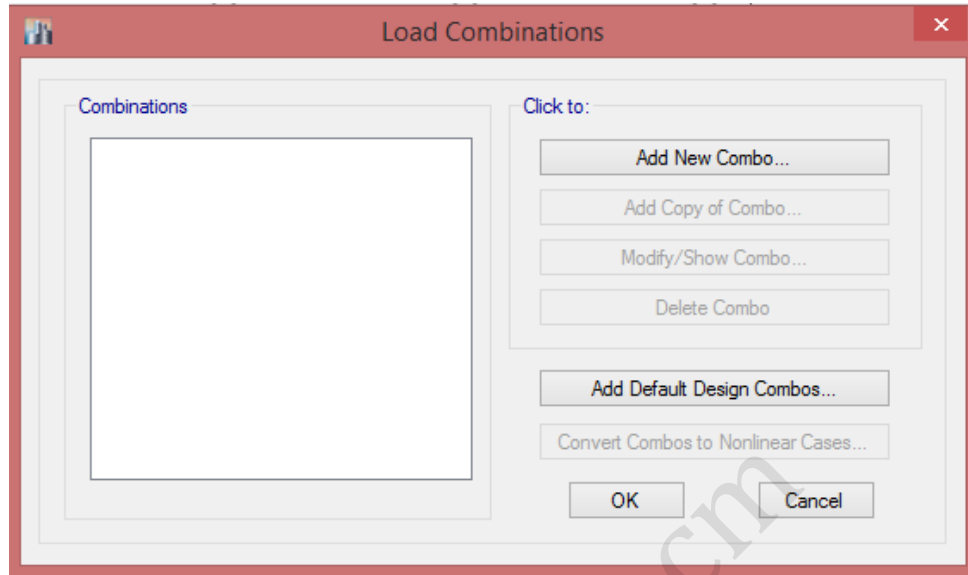 Load Combinations
Combinations
Click to:
Add New Combo...
Add Copy of Combo...
Modify/Show Combo...
Delete Combo
Add Default Design Combos...
Convert Combos to Nonlinear Cases...
OK
Cancel
cm